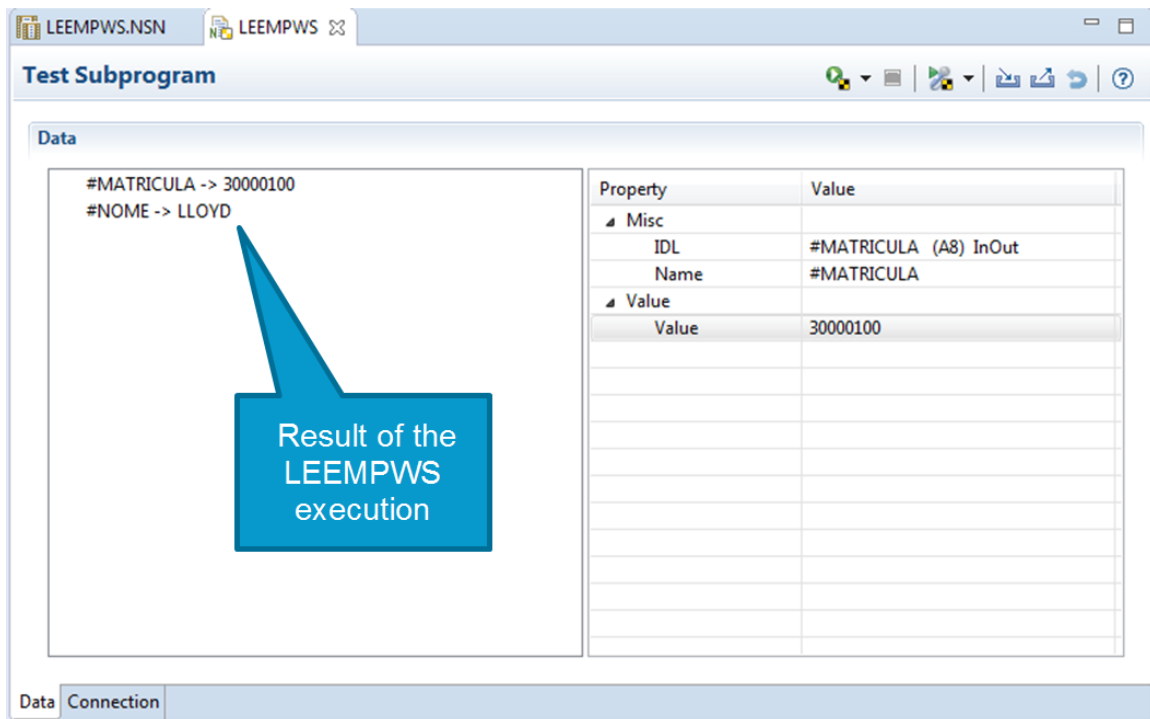 LEEMPWS.NSN LEEMPWS
Test Subprogram
Data
#MATRICULA -> 30000100
#NOME -> LLOYD
Result of the
LEEMPWS
execution
Property Value
Misc
IDL #MATRICULA (A8) InOut
Name #MATRICULA
Value
Value 30000100
Data Connection